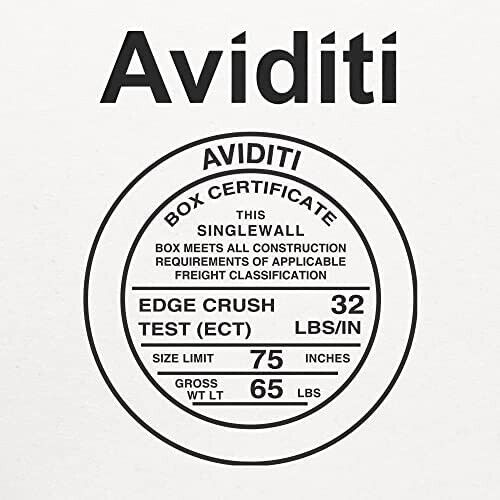 Aviditi
AVIDITI
BOX CERTIFICATE
THIS
SINGLEWALL
BOX MEETS ALL CONSTRUCTION
REQUIREMENTS OF APPLICABLE
FREIGHT CLASSIFICATION
EDGE CRUSH 32
TEST (ECT) LBS/IN
SIZE LIMIT 75 INCHES
GROSS
WT LT 65 LBS